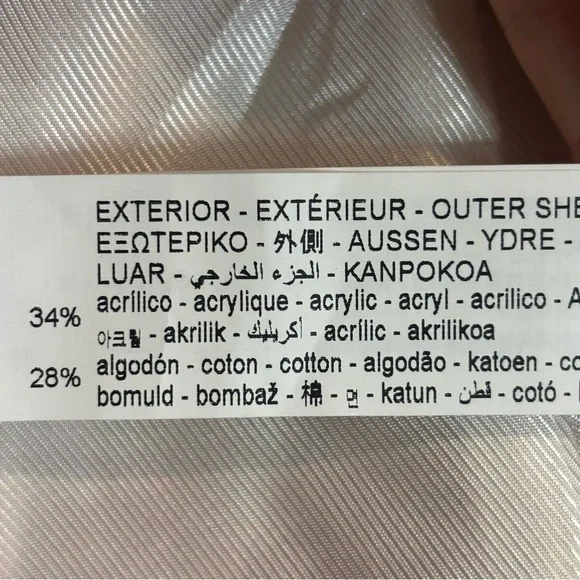 EXTERIOR - EXTÉRIEUR - OUTER SHE
ΕΞΩΤΕΡΙΚΟ - 外側 - AUSSEN - YDRE -
LUAR - الجزء الخارجي - KANPOKOA
34% acrílico - acrylique - acrylic - acryl - acrilico - A
아크릴 - akrilik - أكريليك - acrílic - akrilikoa
28% algodón - coton - cotton - algodão - katoen - co
bomuld - bombaž - 棉 - 면 - katun - قطن - cotó -